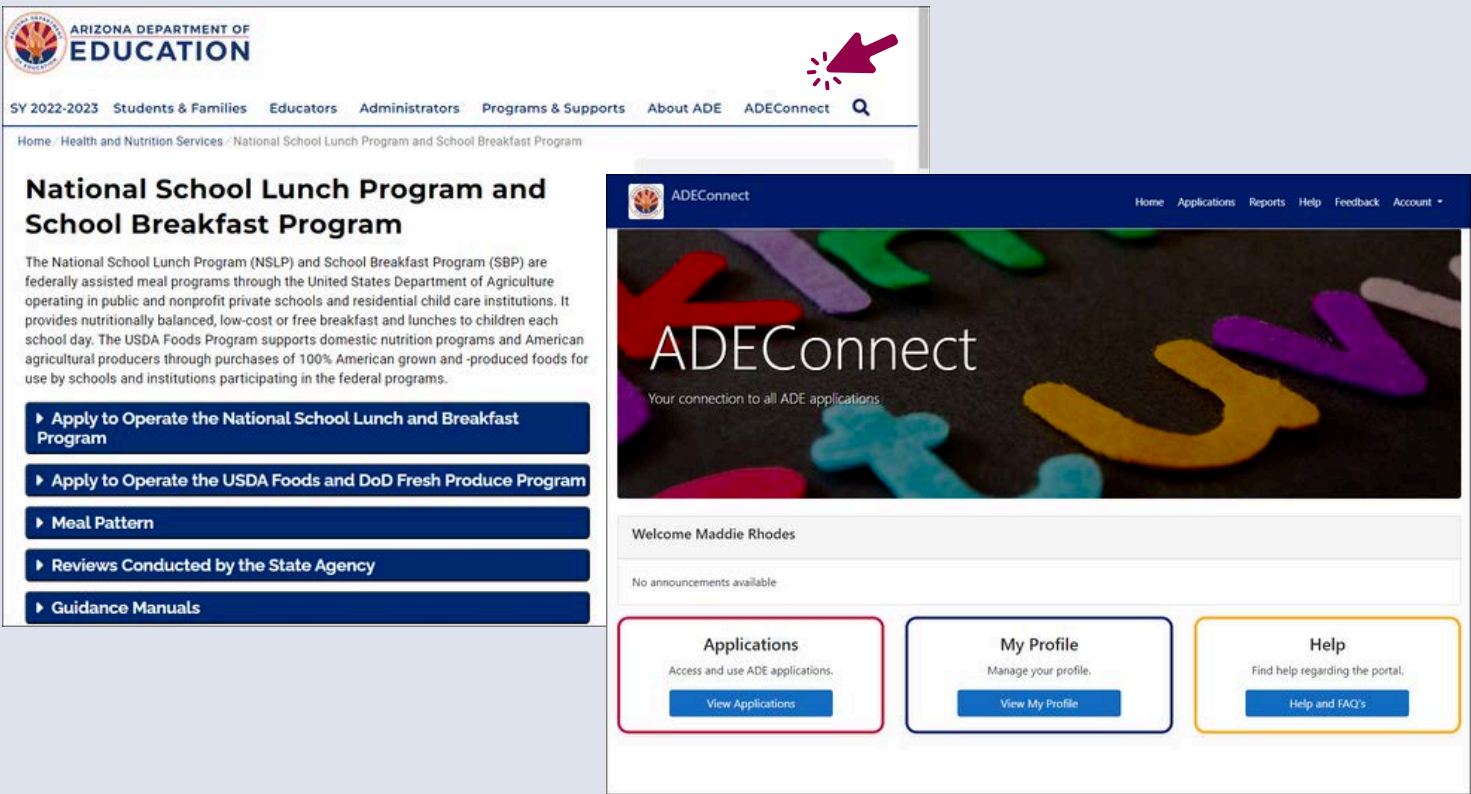 ARIZONA DEPARTMENT OF
EDUCATION
SY 2022-2023 Students & Families Educators Administrators Programs & Supports About ADE ADEConnect
Home / Health and Nutrition Services / National School Lunch Program and School Breakfast Program
National School Lunch Program and
School Breakfast Program
The National School Lunch Program (NSLP) and School Breakfast Program (SBP) are
federally assisted meal programs through the United States Department of Agriculture
operating in public and nonprofit private schools and residential child care institutions. It
provides nutritionally balanced, low-cost or free breakfast and lunches to children each
school day. The USDA Foods Program supports domestic nutrition programs and American
agricultural producers through purchases of 100% American grown and -produced foods for
use by schools and institutions participating in the federal programs.
Apply to Operate the National School Lunch and Breakfast
Program
Apply to Operate the USDA Foods and DoD Fresh Produce Program
Meal Pattern
Reviews Conducted by the State Agency
Guidance Manuals
ADEConnect
Home Applications Reports Help Feedback Account
ADEConnect
Your connection to all ADE applications
Welcome Maddie Rhodes
No announcements available
Applications
Access and use ADE applications.
View Applications
My Profile
Manage your profile.
View My Profile
Help
Find help regarding the portal.
Help and FAQ's